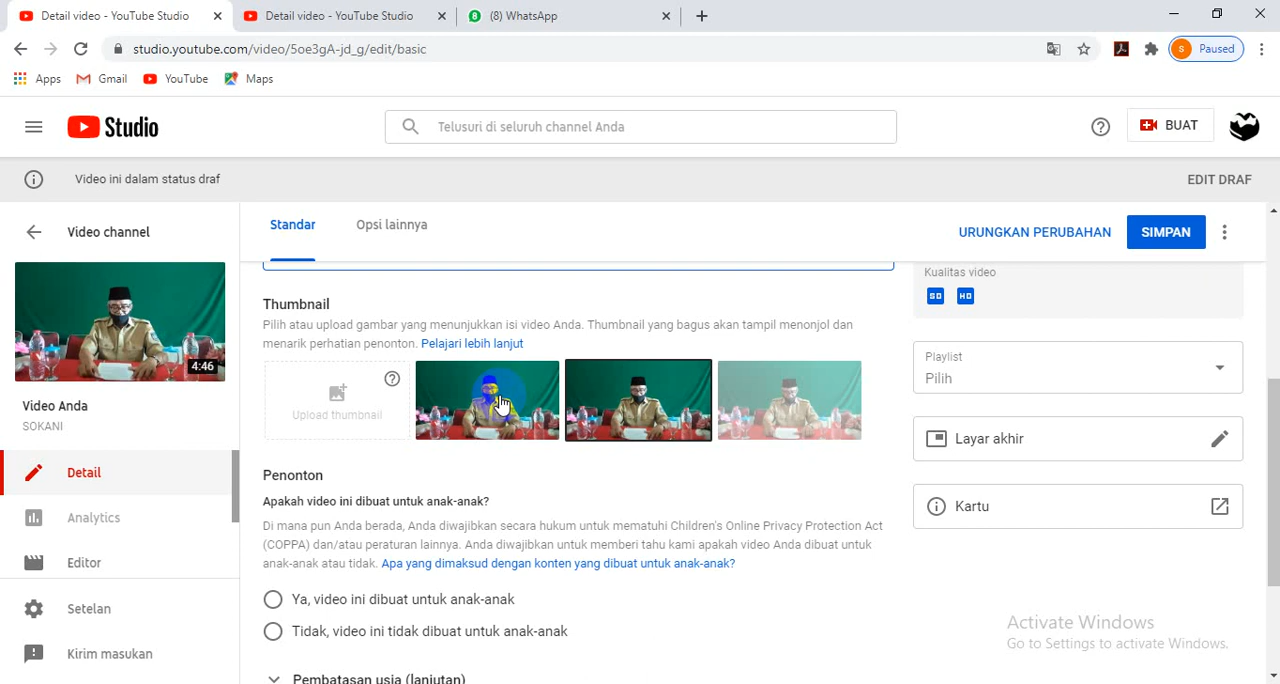 Detail video - YouTube Studio
Detail video - YouTube Studio
8
(8) WhatsApp
studio.youtube.com/video/5oe3gA-jd_g/edit/basic
S
Paused
Apps
Gmail
YouTube
Maps
Studio
Telusuri di seluruh channel Anda
BUAT
Video ini dalam status draf
EDIT DRAF
Video channel
Standar
Opsi lainnya
URUNGKAN PERUBAHAN
SIMPAN
4:46
Video Anda
SOKANI
Detail
Analytics
Editor
Setelan
Kirim masukan
Thumbnail
Pilih atau upload gambar yang menunjukkan isi video Anda. Thumbnail yang bagus akan tampil menonjol dan
menarik perhatian penonton. Pelajari lebih lanjut
Upload thumbnail
Penonton
Apakah video ini dibuat untuk anak-anak?
Di mana pun Anda berada, Anda diwajibkan secara hukum untuk mematuhi Children's Online Privacy Protection Act
(COPPA) dan/atau peraturan lainnya. Anda diwajibkan untuk memberi tahu kami apakah video Anda dibuat untuk
anak-anak atau tidak. Apa yang dimaksud dengan konten yang dibuat untuk anak-anak?
Ya, video ini dibuat untuk anak-anak
Tidak, video ini tidak dibuat untuk anak-anak
Pembatasan usia (lanjutan)
Kualitas video
SD
HD
Playlist
Pilih
Layar akhir
Kartu
Activate Windows
Go to Settings to activate Windows.